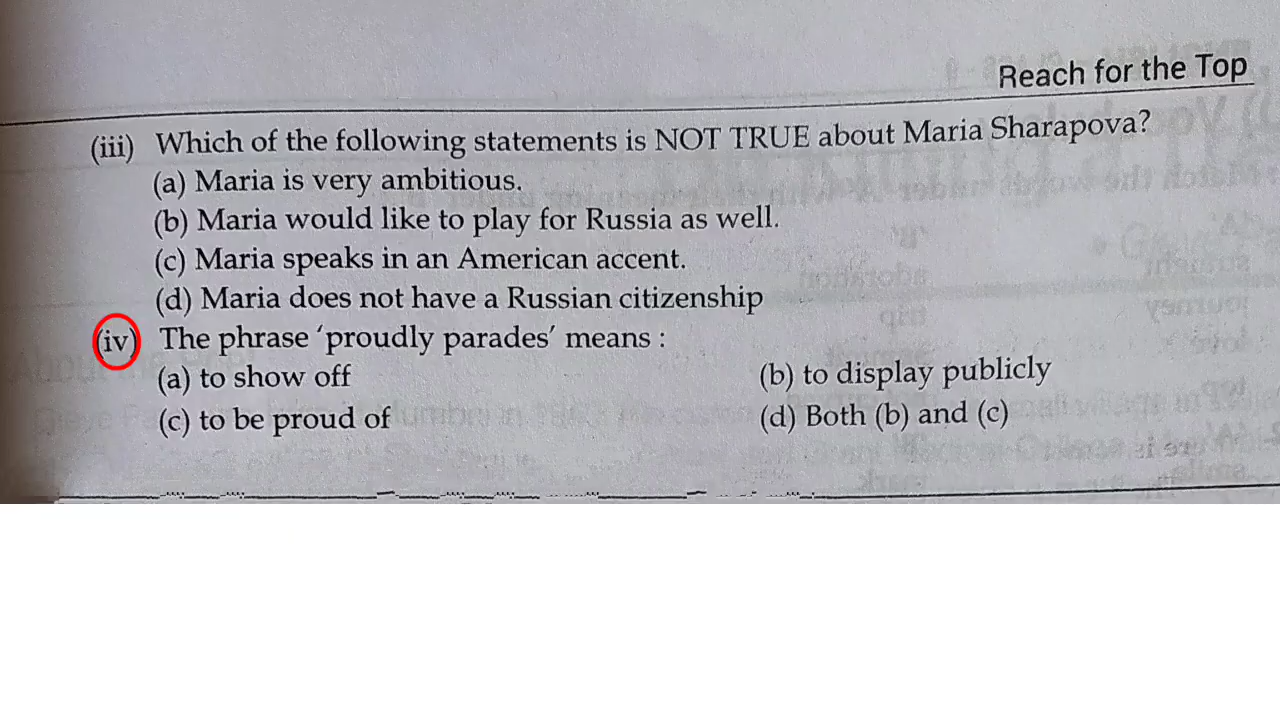 Reach for the Top
(iii) Which of the following statements is NOT TRUE about Maria Sharapova?
(a) Maria is very ambitious.
(b) Maria would like to play for Russia as well.
(c) Maria speaks in an American accent.
(d) Maria does not have a Russian citizenship
(iv) The phrase ‘proudly parades’ means :
(a) to show off (b) to display publicly
(c) to be proud of (d) Both (b) and (c)